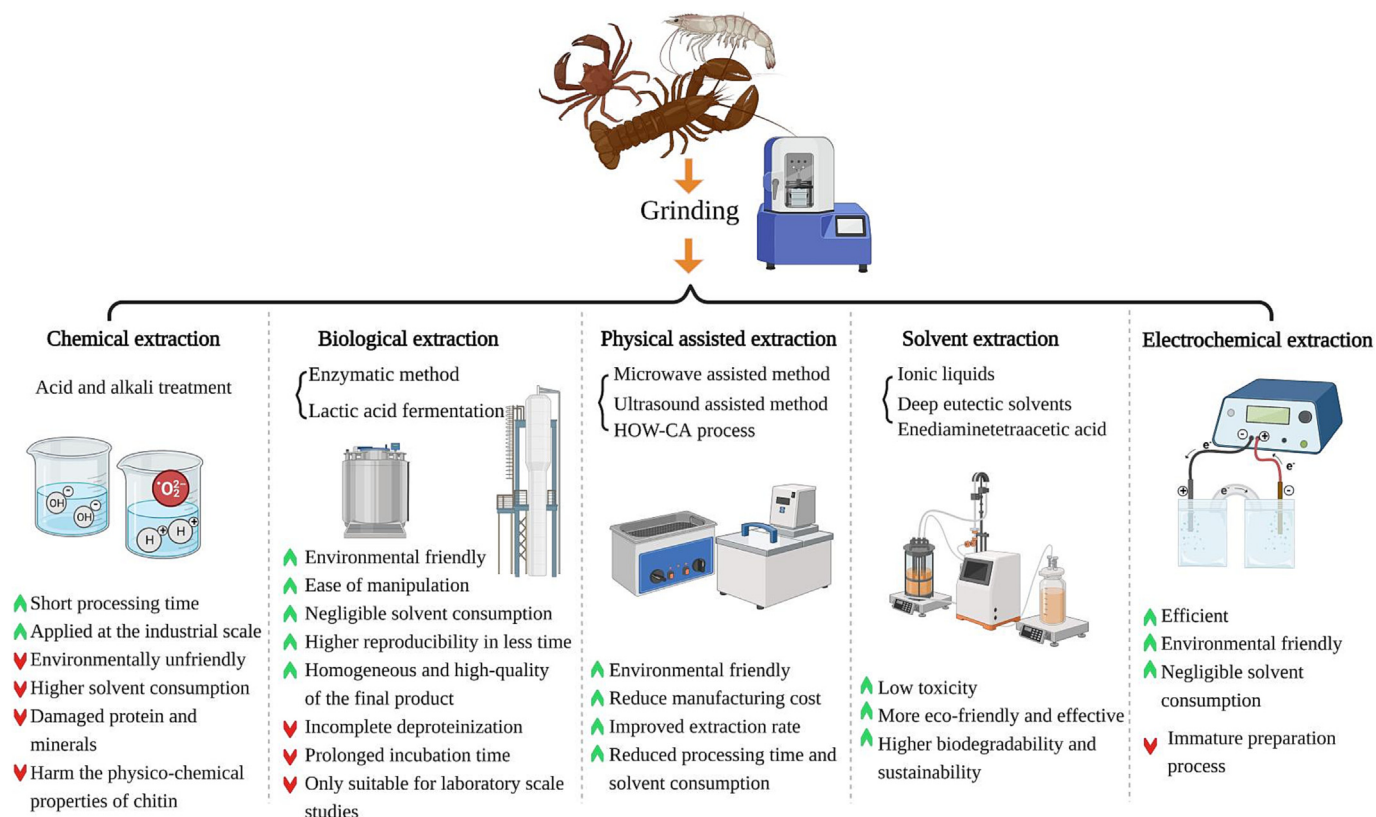 Grinding
Chemical extraction
Acid and alkali treatment
OH⁻
OH⁻
•O₂²⁻
H⁺
H⁺
Short processing time
Applied at the industrial scale
Environmentally unfriendly
Higher solvent consumption
Damaged protein and
minerals
Harm the physico-chemical
properties of chitin
Biological extraction
Enzymatic method
Lactic acid fermentation
Environmental friendly
Ease of manipulation
Negligible solvent consumption
Higher reproducibility in less time
Homogeneous and high-quality
of the final product
Incomplete deproteinization
Prolonged incubation time
Only suitable for laboratory scale
studies
Physical assisted extraction
Microwave assisted method
Ultrasound assisted method
HOW-CA process
Environmental friendly
Reduce manufacturing cost
Improved extraction rate
Reduced processing time and
solvent consumption
Solvent extraction
Ionic liquids
Deep eutectic solvents
Enediaminetetraacetic acid
Low toxicity
More eco-friendly and effective
Higher biodegradability and
sustainability
Electrochemical extraction
- +
e⁻
e⁻
+ e⁻ -
Efficient
Environmental friendly
Negligible solvent
consumption
Immature preparation
process